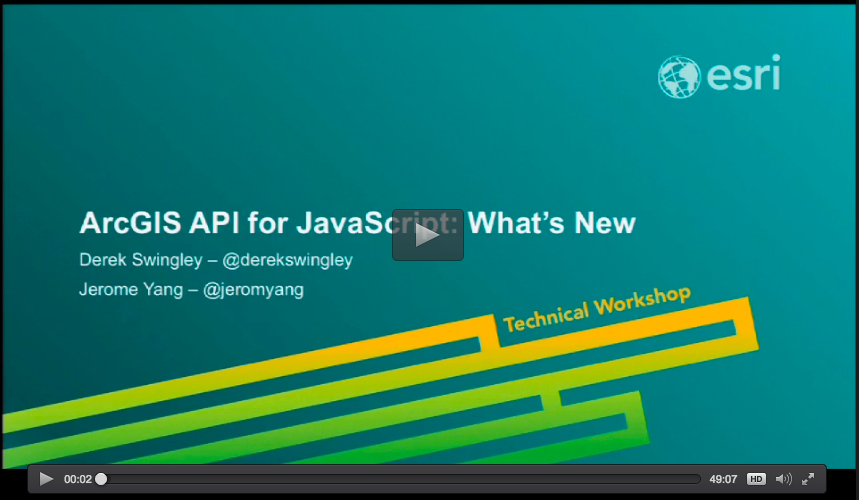 esri
ArcGIS API for JavaScript: What's New
Derek Swingley – @derekswingley
Jerome Yang – @jeromyang
Technical Workshop
00:02
49:07
HD